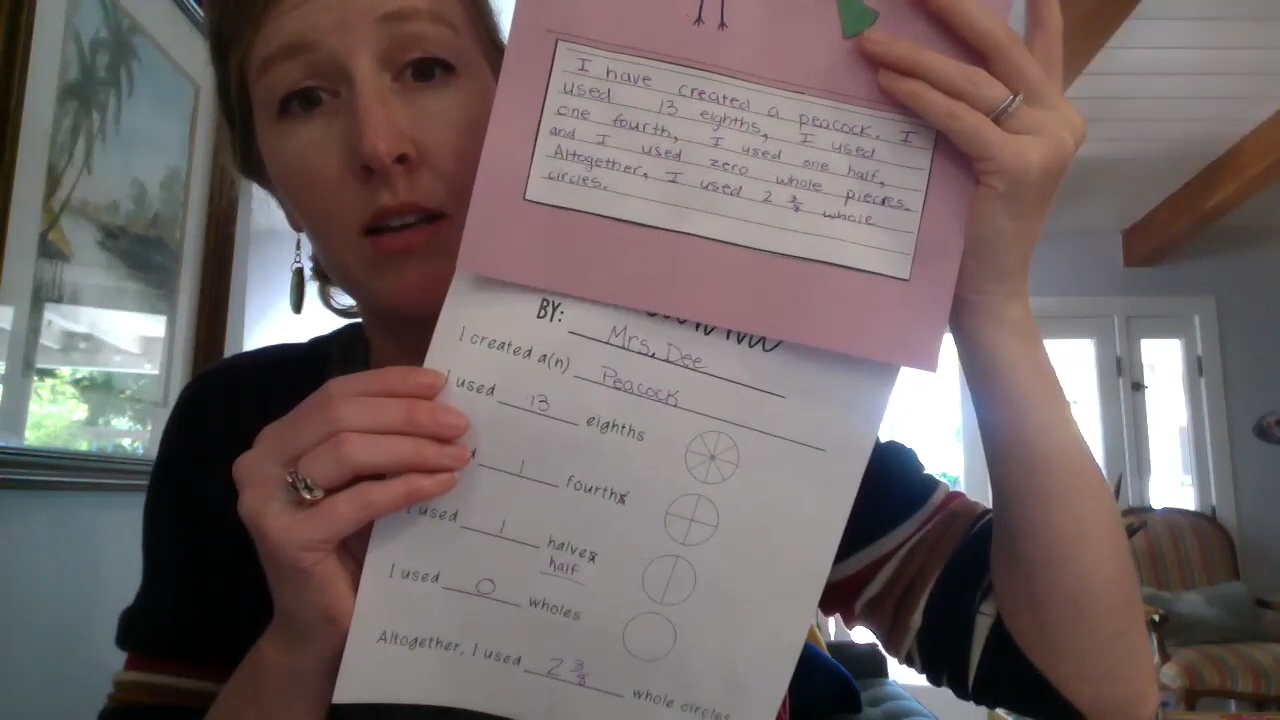 I have created a peacock. I
used 13 eighths, I used
one fourth, I used one half,
and I used zero whole pieces.
Altogether, I used 2 3/8 whole
circles.
BY: Mrs. Dee
I created a(n) Peacock
I used 13 eighths
1 fourths
I used 1 halves
half
I used 0 wholes
Altogether, I used 2 3/8 whole circles